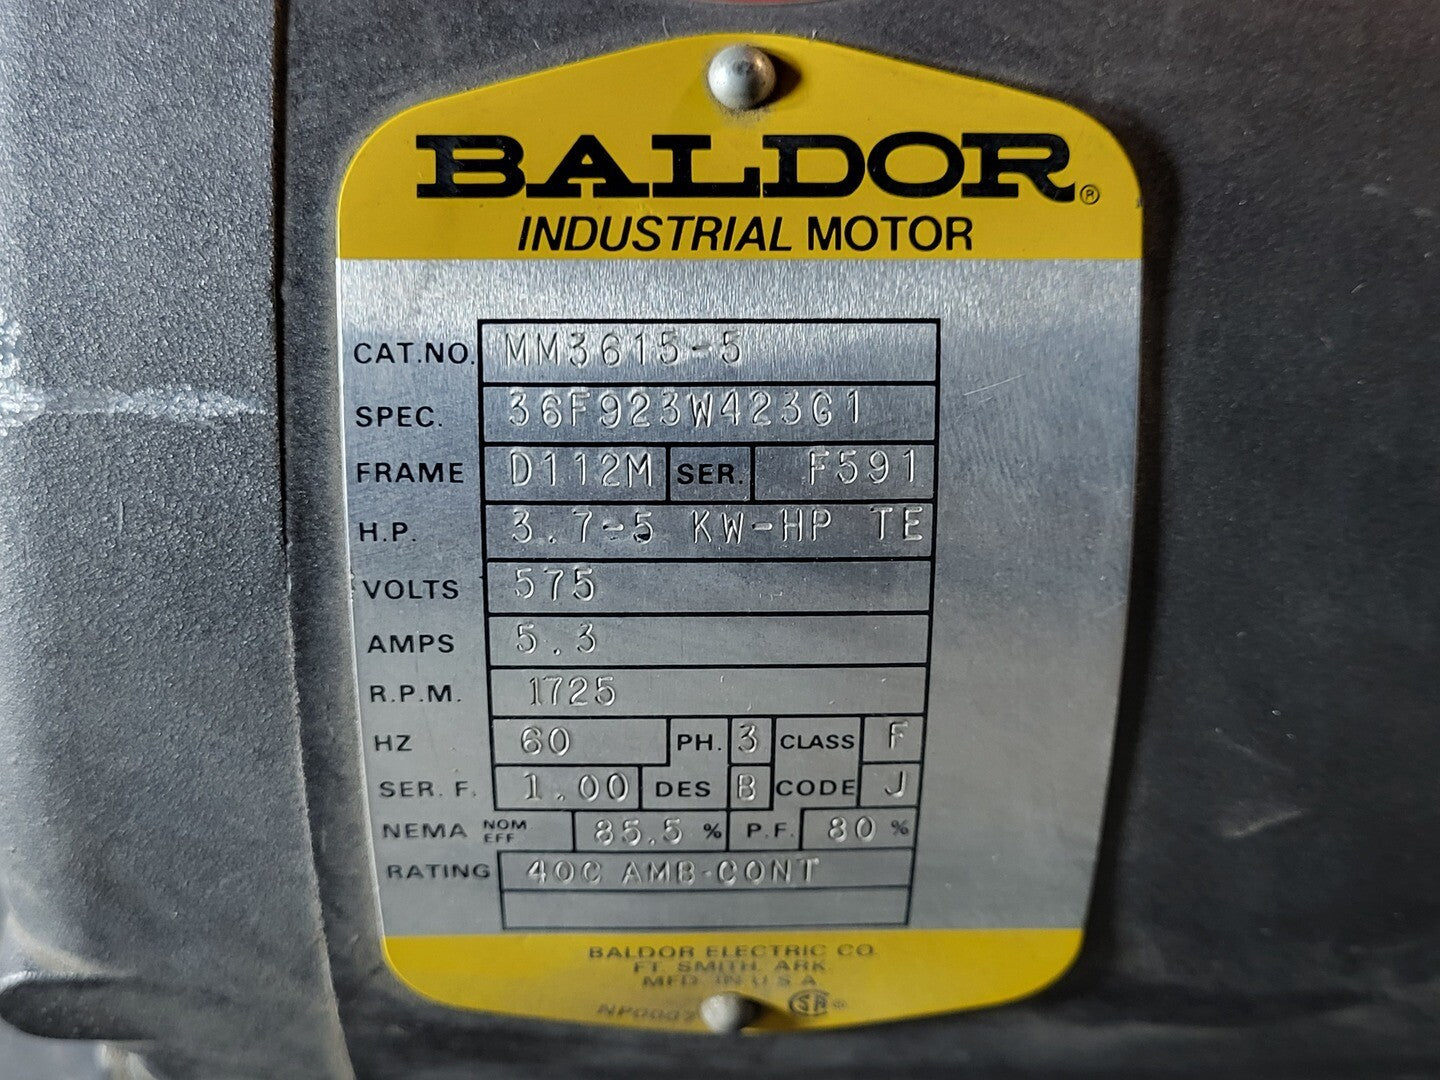 BALDOR®
INDUSTRIAL MOTOR
CAT.NO. MM3615-5
SPEC. 36F923W423G1
FRAME D112M SER. F591
H.P. 3.7-5 KW-HP TE
VOLTS 575
AMPS 5.3
R.P.M. 1725
HZ 60 PH. 3 CLASS F
SER. F. 1.00 DES B CODE J
NEMA NOM. EFF 85.5 % P.F. 80 %
RATING 40C AMB-CONT
BALDOR ELECTRIC CO.
FT. SMITH, ARK.
MFD. IN U.S.A.
SA ®